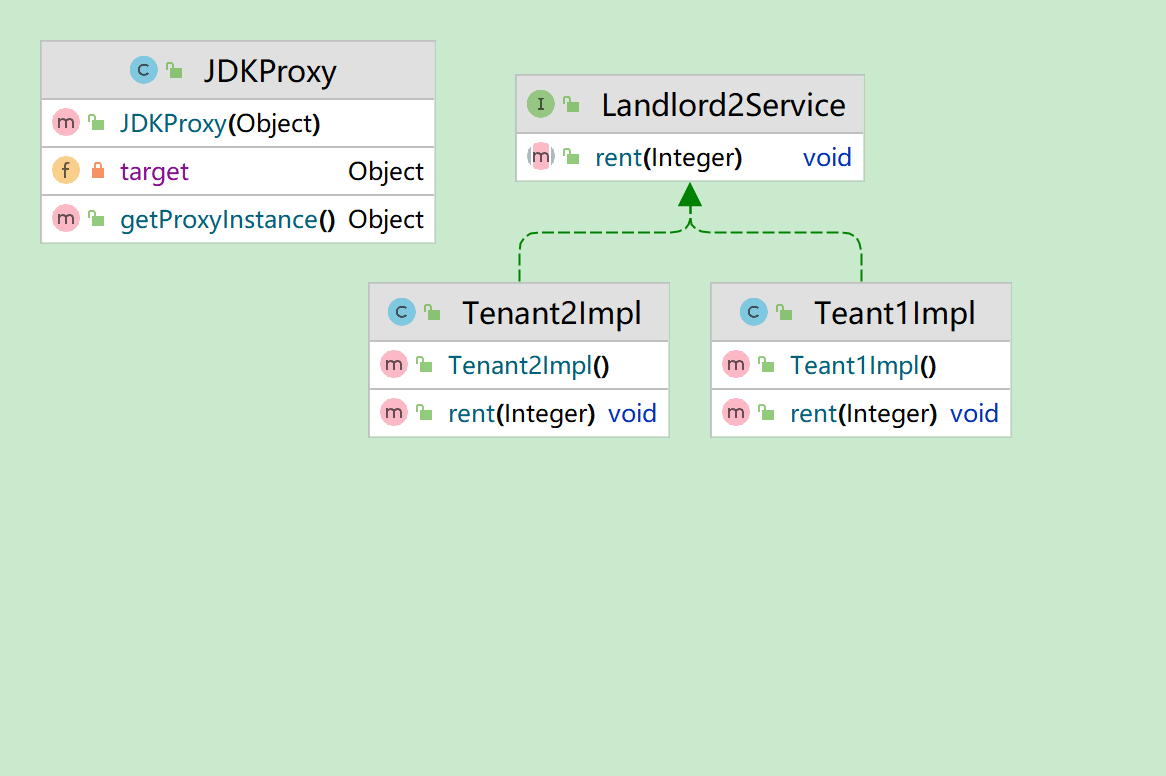 C JDKProxy
m JDKProxy(Object)
f target Object
m getProxyInstance() Object
I Landlord2Service
m rent(Integer) void
C Tenant2Impl
m Tenant2Impl()
m rent(Integer) void
C Teant1Impl
m Teant1Impl()
m rent(Integer) void